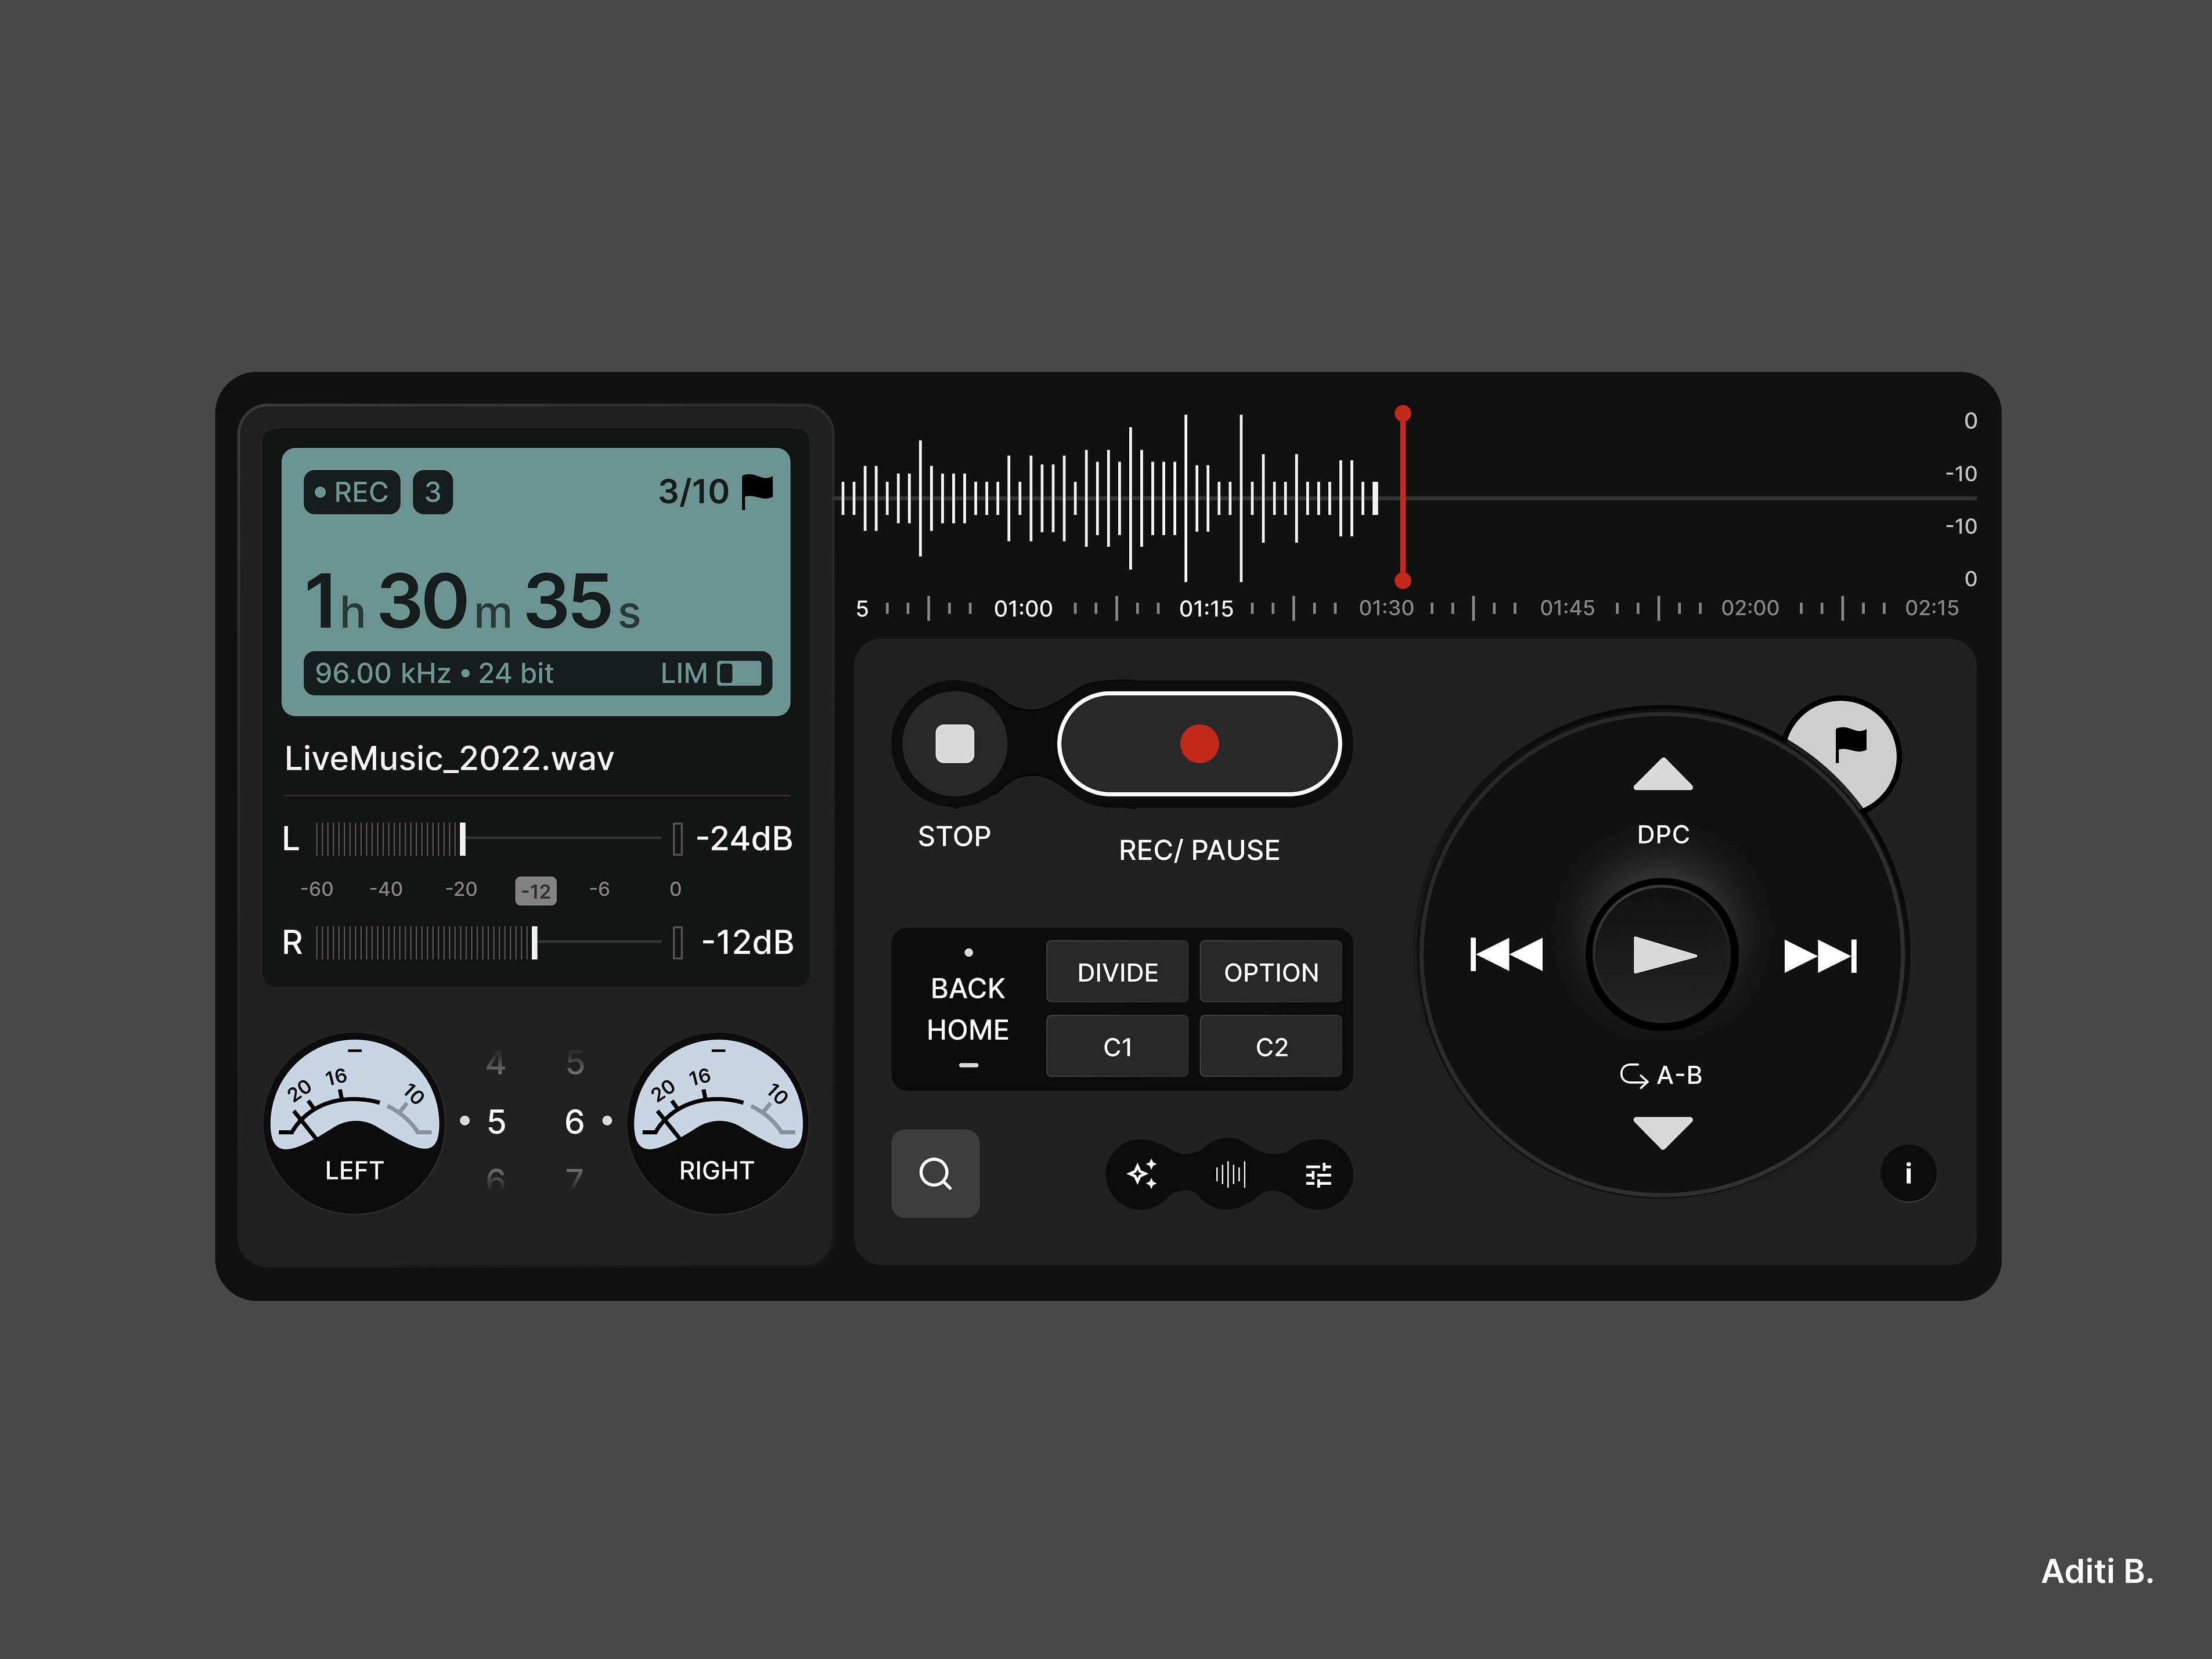 • REC 3 3/10
1h 30m 35s
96.00 kHz • 24 bit LIM
LiveMusic_2022.wav
L -24dB
-60 -40 -20 -12 -6 0
R -12dB
20 16 10
LEFT
4 5
5 6
6 7
20 16 10
RIGHT
0
-10
-10
0
5 01:00 01:15 01:30 01:45 02:00 02:15
STOP
REC/ PAUSE
BACK
HOME
DIVIDE OPTION
C1 C2
DPC
A-B
i
Aditi B.